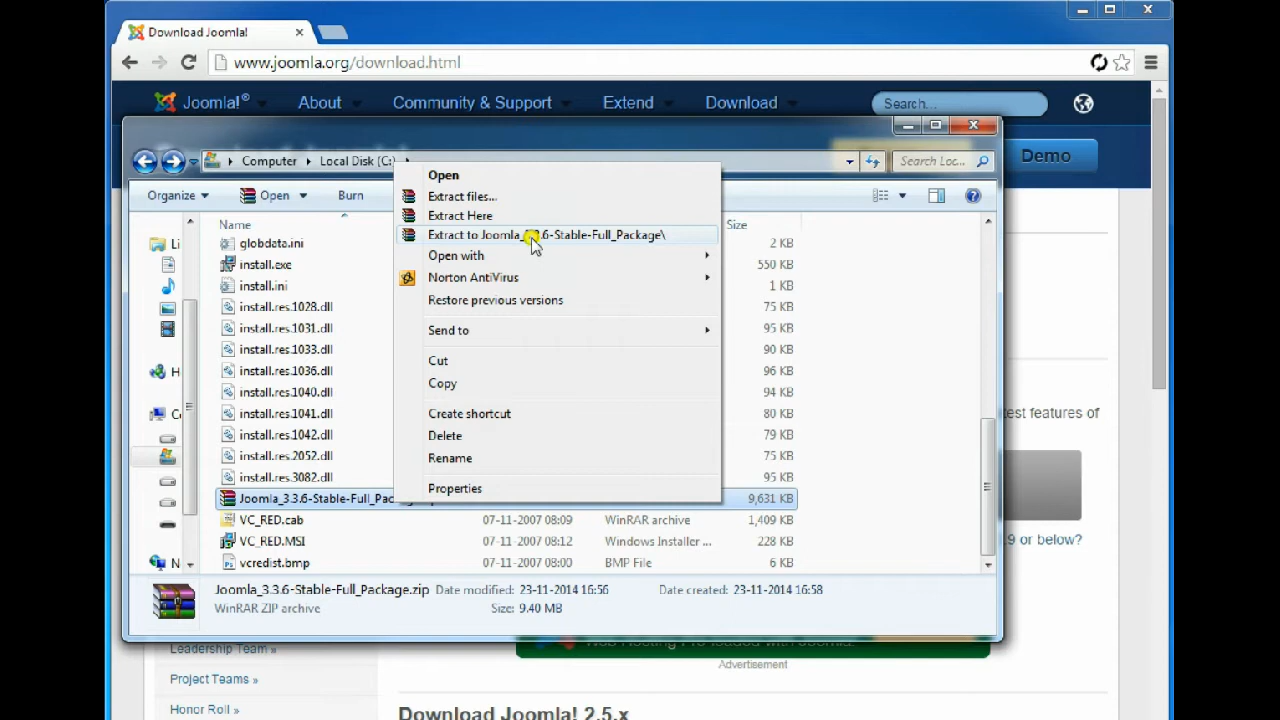 Download Joomla!
www.joomla.org/download.html
Joomla!® About Community & Support Extend Download Search...
Demo
Computer Local Disk (C:) Search Loc...
Organize Open Burn
Name Size
Open
Extract files...
Extract Here
Extract to Joomla_3.3.6-Stable-Full_Package\
Open with
Norton AntiVirus
Restore previous versions
Send to
Cut
Copy
Create shortcut
Delete
Rename
Properties
Li
globdata.ini 2 KB
install.exe 550 KB
install.ini 1 KB
install.res.1028.dll 75 KB
install.res.1031.dll 95 KB
install.res.1033.dll 90 KB
install.res.1036.dll 96 KB
install.res.1040.dll 94 KB
install.res.1041.dll 80 KB
install.res.1042.dll 79 KB
install.res.2052.dll 75 KB
install.res.3082.dll 95 KB
Joomla_3.3.6-Stable-Full_Pac 9,631 KB
VC_RED.cab 07-11-2007 08:09 WinRAR archive 1,409 KB
VC_RED.MSI 07-11-2007 08:12 Windows Installer ... 228 KB
vcredist.bmp 07-11-2007 08:00 BMP File 6 KB
H
N
Joomla_3.3.6-Stable-Full_Package.zip Date modified: 23-11-2014 16:56 Date created: 23-11-2014 16:58
WinRAR ZIP archive Size: 9.40 MB
test features of
.9 or below?
Advertisement
Leadership Team »
Project Teams »
Honor Roll »
Download Joomla! 2.5.x